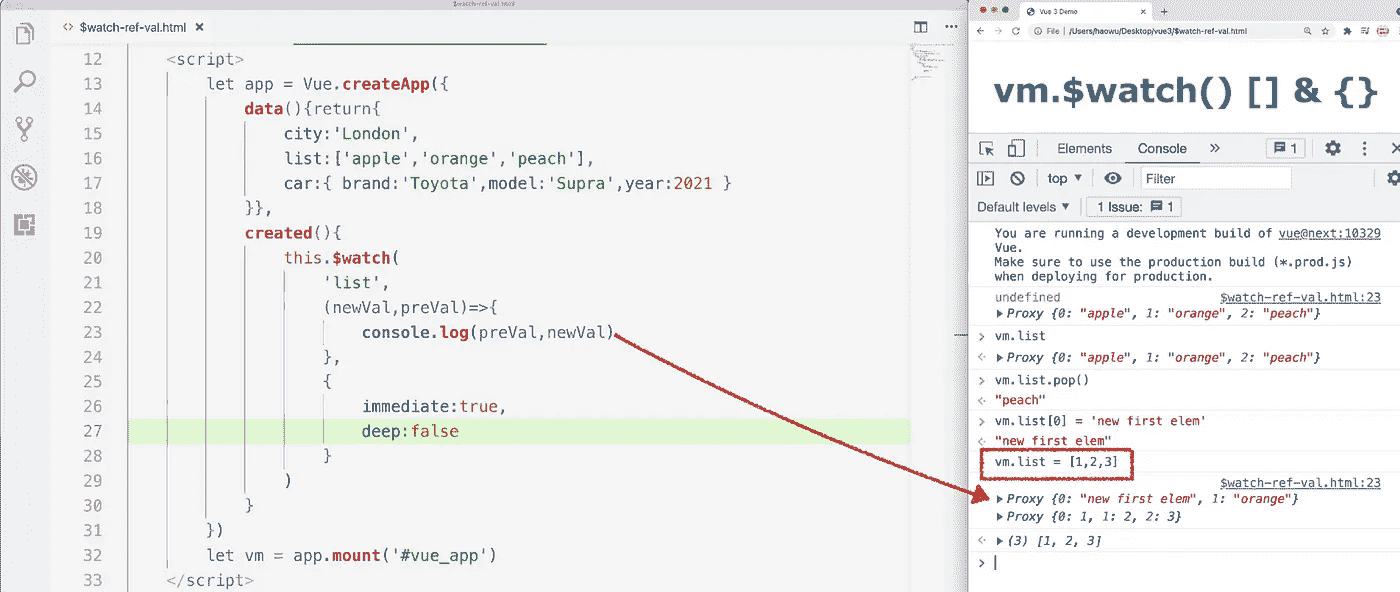 $watch-ref-val.html
<> $watch-ref-val.html ×
12 <script>
13 let app = Vue.createApp({
14 data(){return{
15 city:'London',
16 list:['apple','orange','peach'],
17 car:{ brand:'Toyota',model:'Supra',year:2021 }
18 }},
19 created(){
20 this.$watch(
21 'list',
22 (newVal,preVal)=>{
23 console.log(preVal,newVal)
24 },
25 {
26 immediate:true,
27 deep:false
28 }
29 )
30 }
31 })
32 let vm = app.mount('#vue_app')
33 </script>
Vue 3 Demo
File | /Users/haowu/Desktop/vue3/$watch-ref-val.html
vm.$watch() [] & {}
Elements Console » 1
top ▼ Filter
Default levels ▼ 1 Issue: 1
You are running a development build of vue@next:10329
Vue.
Make sure to use the production build (*.prod.js)
when deploying for production.
undefined $watch-ref-val.html:23
▶ Proxy {0: "apple", 1: "orange", 2: "peach"}
> vm.list
▶ Proxy {0: "apple", 1: "orange", 2: "peach"}
> vm.list.pop()
"peach"
> vm.list[0] = 'new first elem'
"new first elem"
vm.list = [1,2,3]
$watch-ref-val.html:23
▶ Proxy {0: "new first elem", 1: "orange"}
▶ Proxy {0: 1, 1: 2, 2: 3}
▶ (3) [1, 2, 3]
>